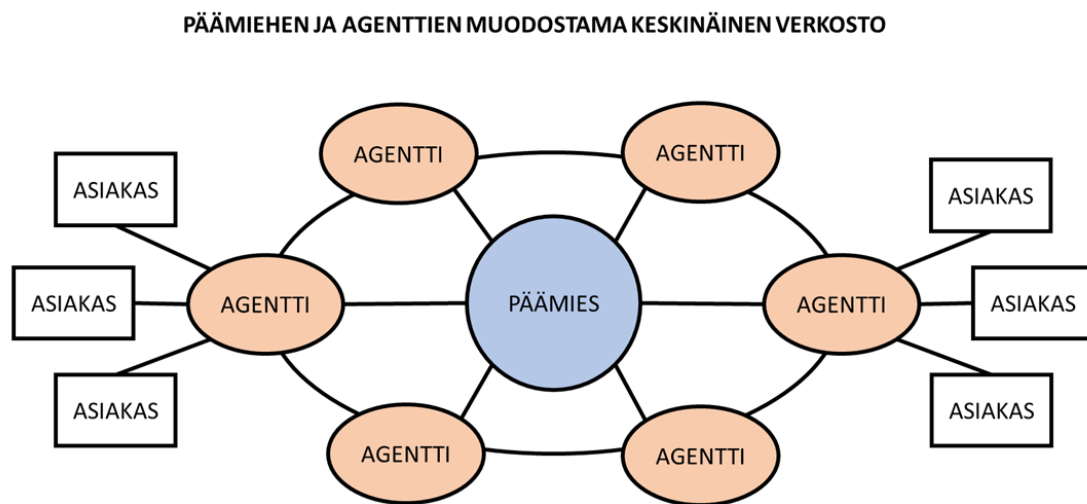 PÄÄMIEHEN JA AGENTTIEN MUODOSTAMA KESKINÄINEN VERKOSTO
AGENTTI
AGENTTI
ASIAKAS
ASIAKAS
ASIAKAS
AGENTTI
PÄÄMIES
AGENTTI
ASIAKAS
ASIAKAS
ASIAKAS
AGENTTI
AGENTTI